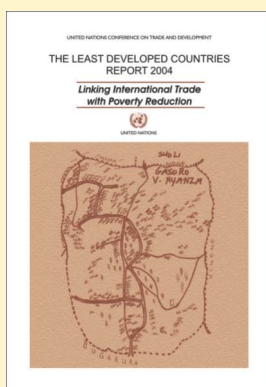 UNITED NATIONS CONFERENCE ON TRADE AND DEVELOPMENT
THE LEAST DEVELOPED COUNTRIES
REPORT 2004
Linking International Trade
with Poverty Reduction
UNITED NATIONS
GASORO